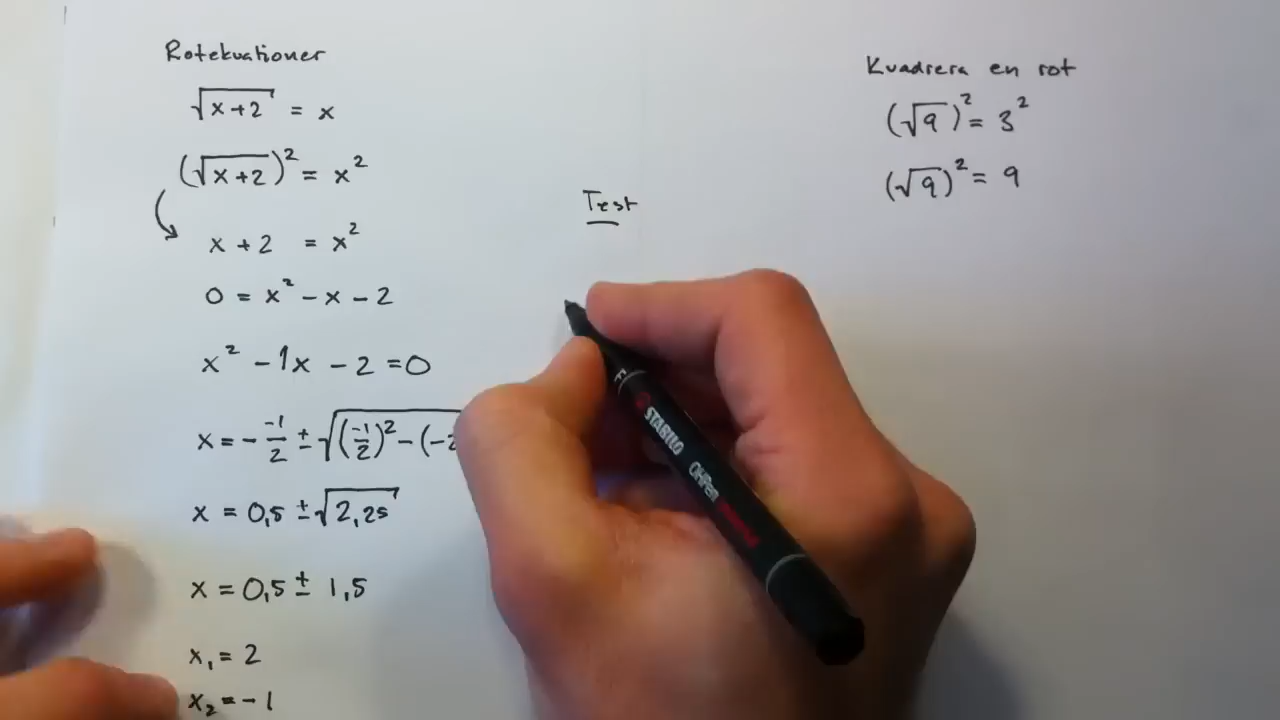 Rotekvationer
√(x+2) = x
(√(x+2))² = x²
x + 2 = x²
0 = x² - x - 2
x² - 1x - 2 = 0
x = - -1/2 ± √((-1/2)² - (-2
x = 0,5 ± √2,25
x = 0,5 ± 1,5
x₁ = 2
x₂ = -1
Test
Kvadrera en rot
(√9)² = 3²
(√9)² = 9
F STABILO OHPen